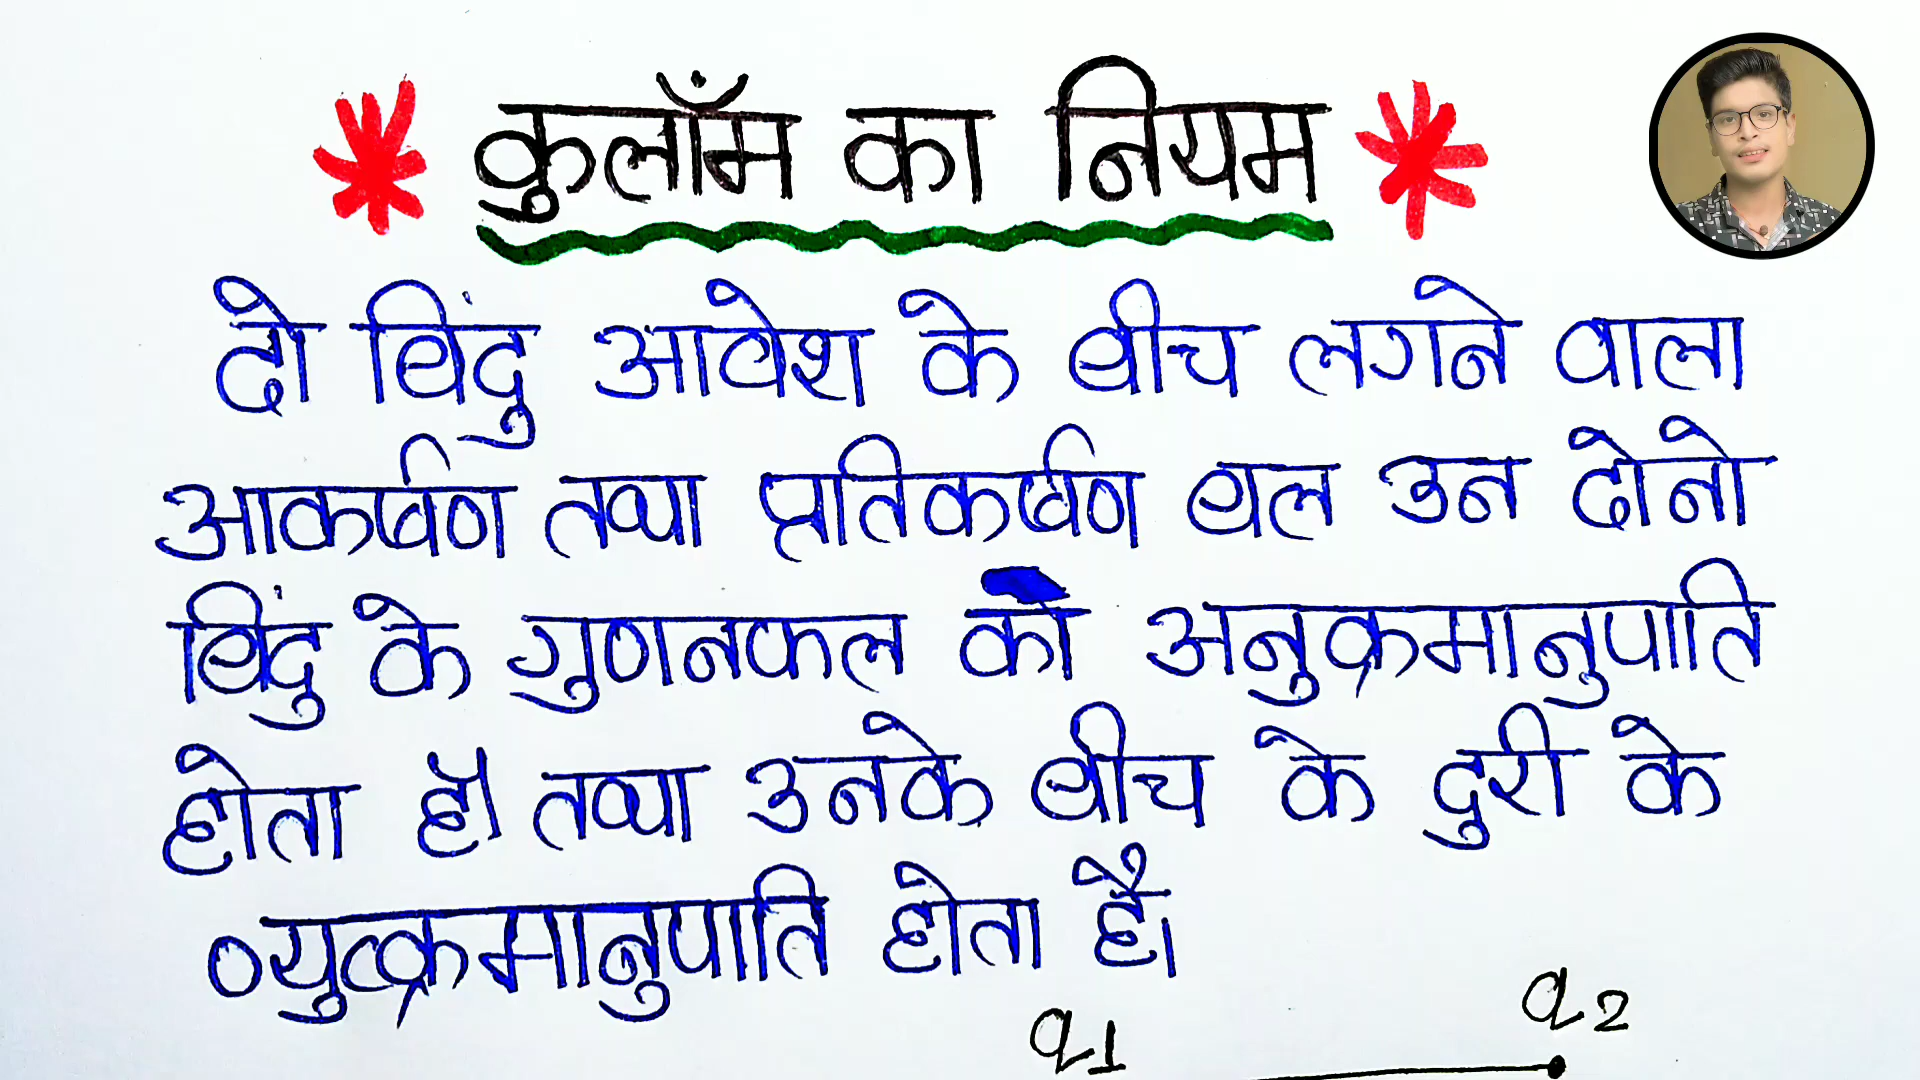 कुलाँम का नियम
दो बिंदु आवेश के बीच लगने वाला
आकर्षण तथा प्रतिकर्षण बल उन दोनो
बिंदु के गुणनफल के अनुक्रमानुपाति
होता है। तथा उनके बीच के दुरी के
व्युत्क्रमानुपाति होता है।
q1 q2